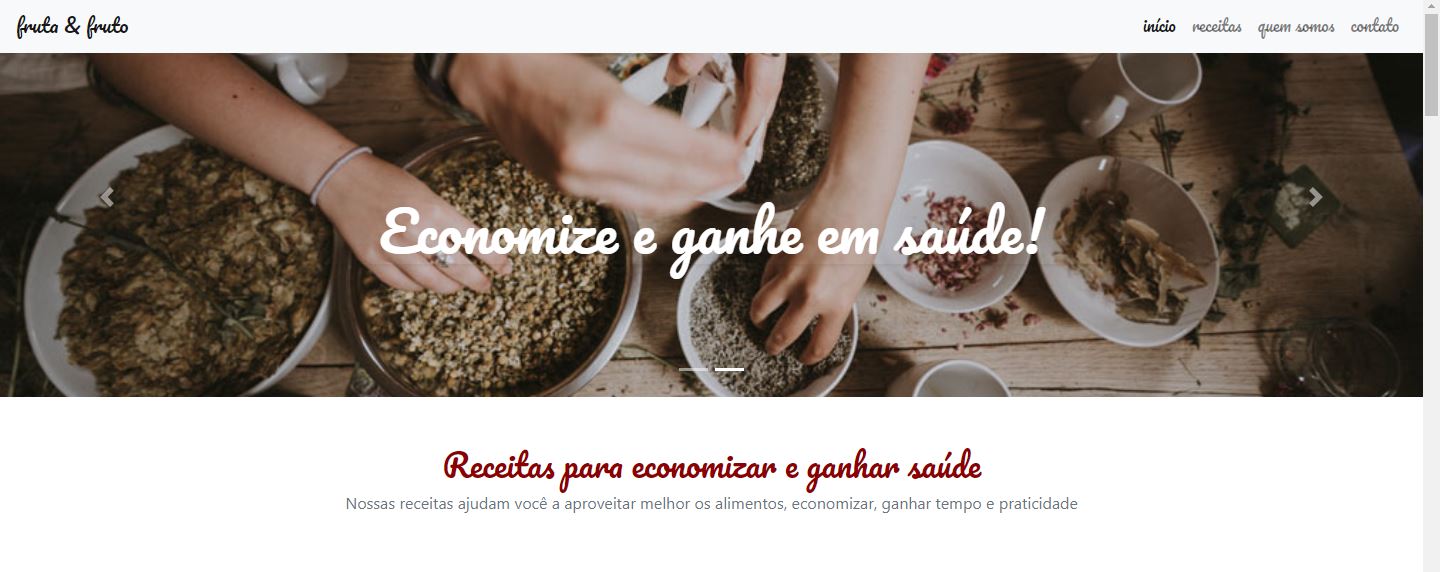 fruta & fruto
início receitas quem somos contato
Economize e ganhe em saúde!
Receitas para economizar e ganhar saúde
Nossas receitas ajudam você a aproveitar melhor os alimentos, economizar, ganhar tempo e praticidade